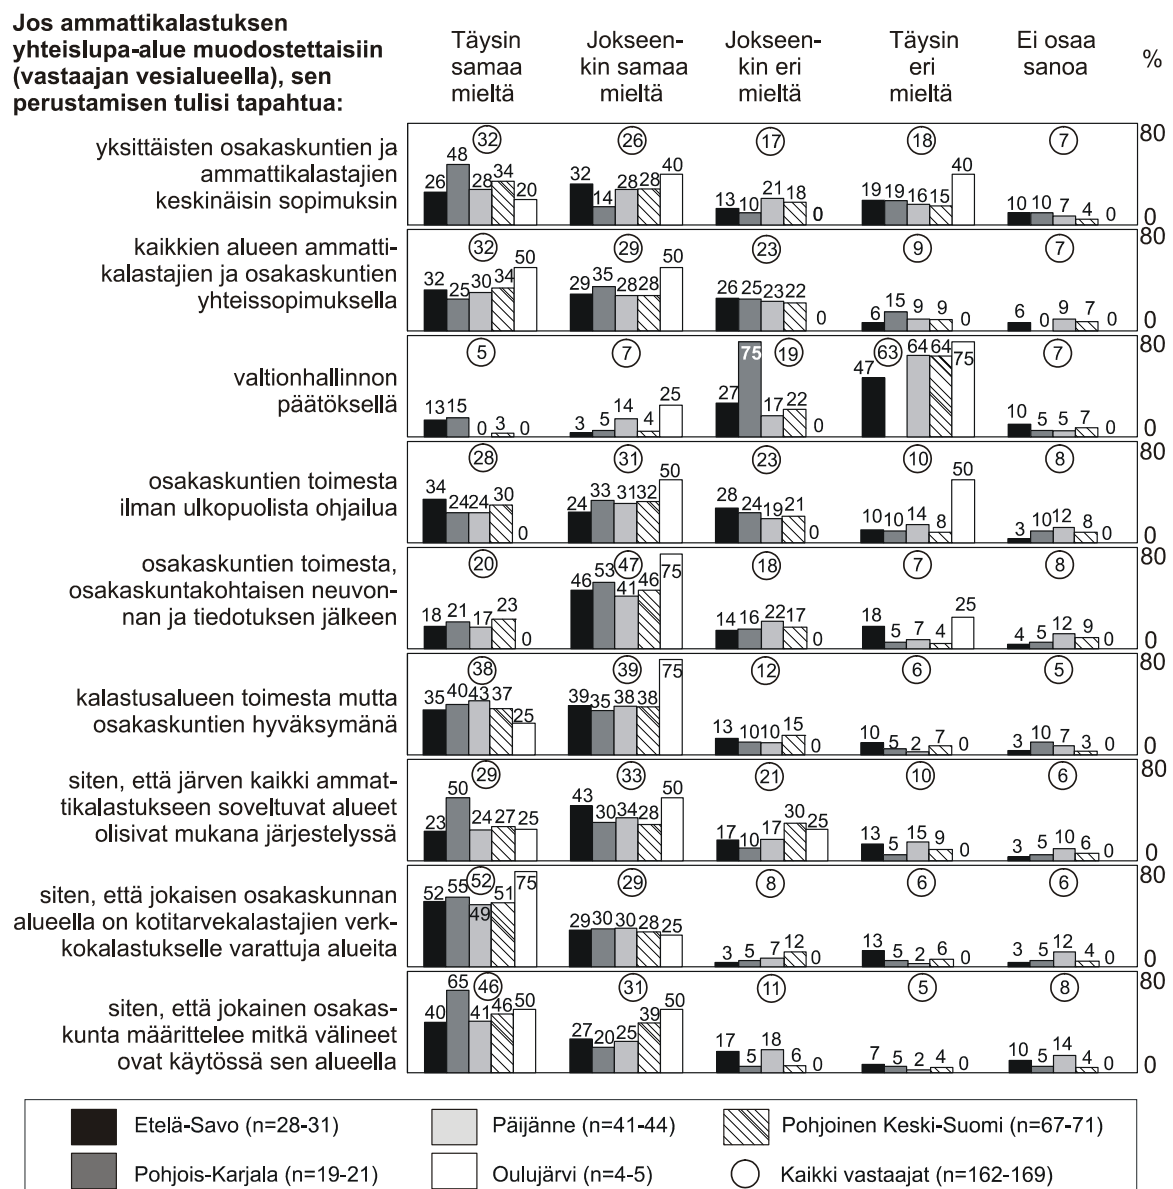 Jos ammattikalastuksen
yhteislupa-alue muodostettaisiin
(vastaajan vesialueella), sen
perustamisen tulisi tapahtua:
Täysin
samaa
mieltä
Jokseen-
kin samaa
mieltä
Jokseen-
kin eri
mieltä
Täysin
eri
mieltä
Ei osaa
sanoa
%
yksittäisten osakaskuntien ja
ammattikalastajien
keskinäisin sopimuksin
32 26 17 18 7 80
26 48 28 34 20 32 14 28 28 40 13 10 21 18 0 19 19 16 15 40 10 10 7 4 0 0
kaikkien alueen ammatti-
kalastajien ja osakaskuntien
yhteissopimuksella
32 29 23 9 7 80
32 25 30 34 50 29 35 28 28 50 26 25 23 22 0 6 15 9 9 0 6 0 9 7 0 0
valtionhallinnon
päätöksellä
5 7 19 63 7 80
13 15 0 3 0 3 5 14 4 25 27 75 17 22 0 47 64 64 75 10 5 5 7 0 0
osakaskuntien toimesta
ilman ulkopuolista ohjailua
28 31 23 10 8 80
34 24 24 30 0 24 33 31 32 50 28 24 19 21 0 10 10 14 8 50 3 10 12 8 0 0
osakaskuntien toimesta,
osakaskuntakohtaisen neuvon-
nan ja tiedotuksen jälkeen
20 47 18 7 8 80
18 21 17 23 0 46 53 41 46 75 14 16 22 17 0 18 5 7 4 25 4 5 12 9 0 0
kalastusalueen toimesta mutta
osakaskuntien hyväksymänä
38 39 12 6 5 80
35 40 43 37 25 39 35 38 38 75 13 10 10 15 0 10 5 2 7 0 3 10 7 3 0 0
siten, että järven kaikki ammat-
tikalastukseen soveltuvat alueet
olisivat mukana järjestelyssä
29 33 21 10 6 80
23 50 24 27 25 43 30 34 28 50 17 10 17 30 25 13 5 15 9 0 3 5 10 6 0 0
siten, että jokaisen osakaskunnan
alueella on kotitarvekalastajien verk-
kokalastukselle varattuja alueita
52 29 8 6 6 80
52 55 49 51 75 29 30 30 28 25 3 5 7 12 0 13 5 2 6 0 3 5 12 4 0 0
siten, että jokainen osakas-
kunta määrittelee mitkä välineet
ovat käytössä sen alueella
46 31 11 5 8 80
40 65 41 46 50 27 20 25 39 50 17 5 18 6 0 7 5 2 4 0 10 5 14 4 0 0
Etelä-Savo (n=28-31)
Päijänne (n=41-44)
Pohjoinen Keski-Suomi (n=67-71)
Pohjois-Karjala (n=19-21)
Oulujärvi (n=4-5)
Kaikki vastaajat (n=162-169)